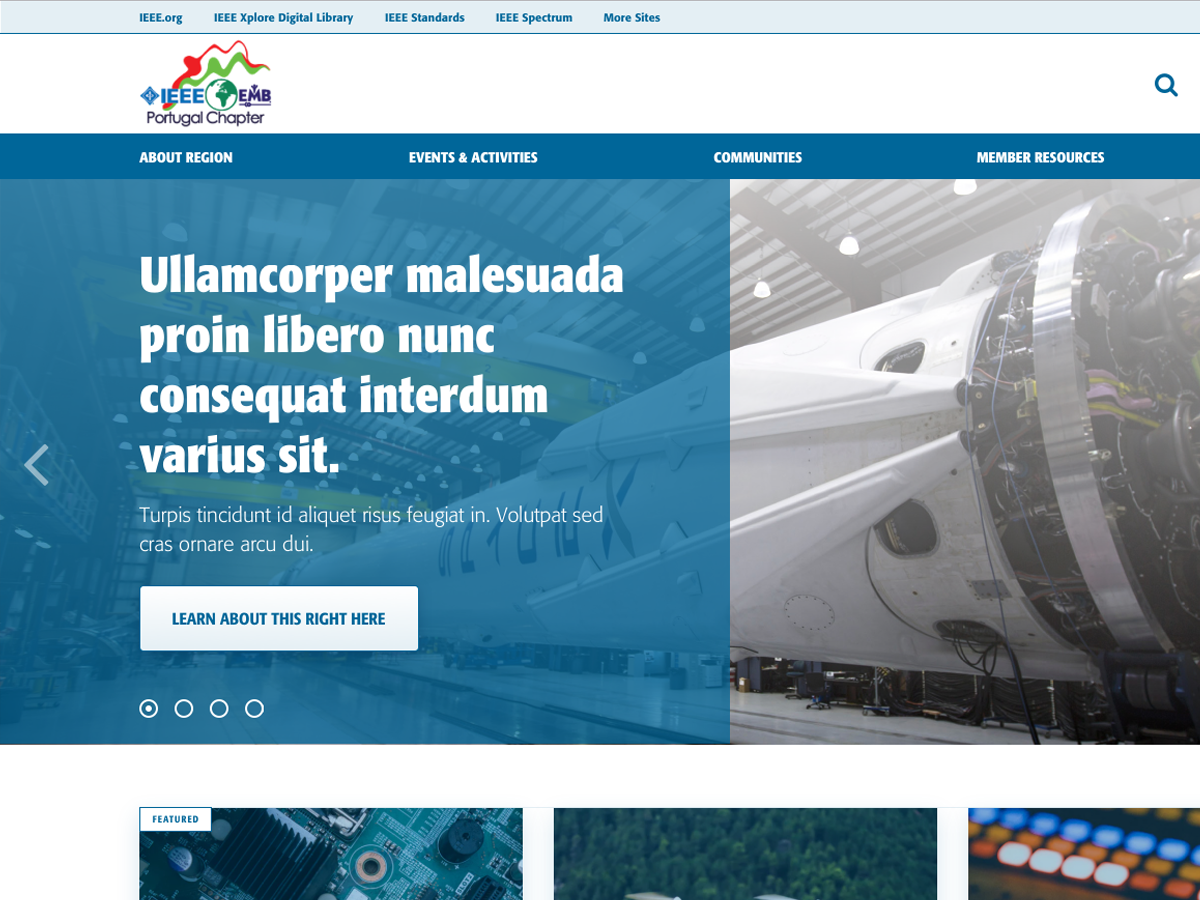 IEEE.org IEEE Xplore Digital Library IEEE Standards IEEE Spectrum More Sites
IEEE EMB
Portugal Chapter
ABOUT REGION EVENTS & ACTIVITIES COMMUNITIES MEMBER RESOURCES
Ullamcorper malesuada
proin libero nunc
consequat interdum
varius sit.
Turpis tincidunt id aliquet risus feugiat in. Volutpat sed
cras ornare arcu dui.
LEARN ABOUT THIS RIGHT HERE
FEATURED